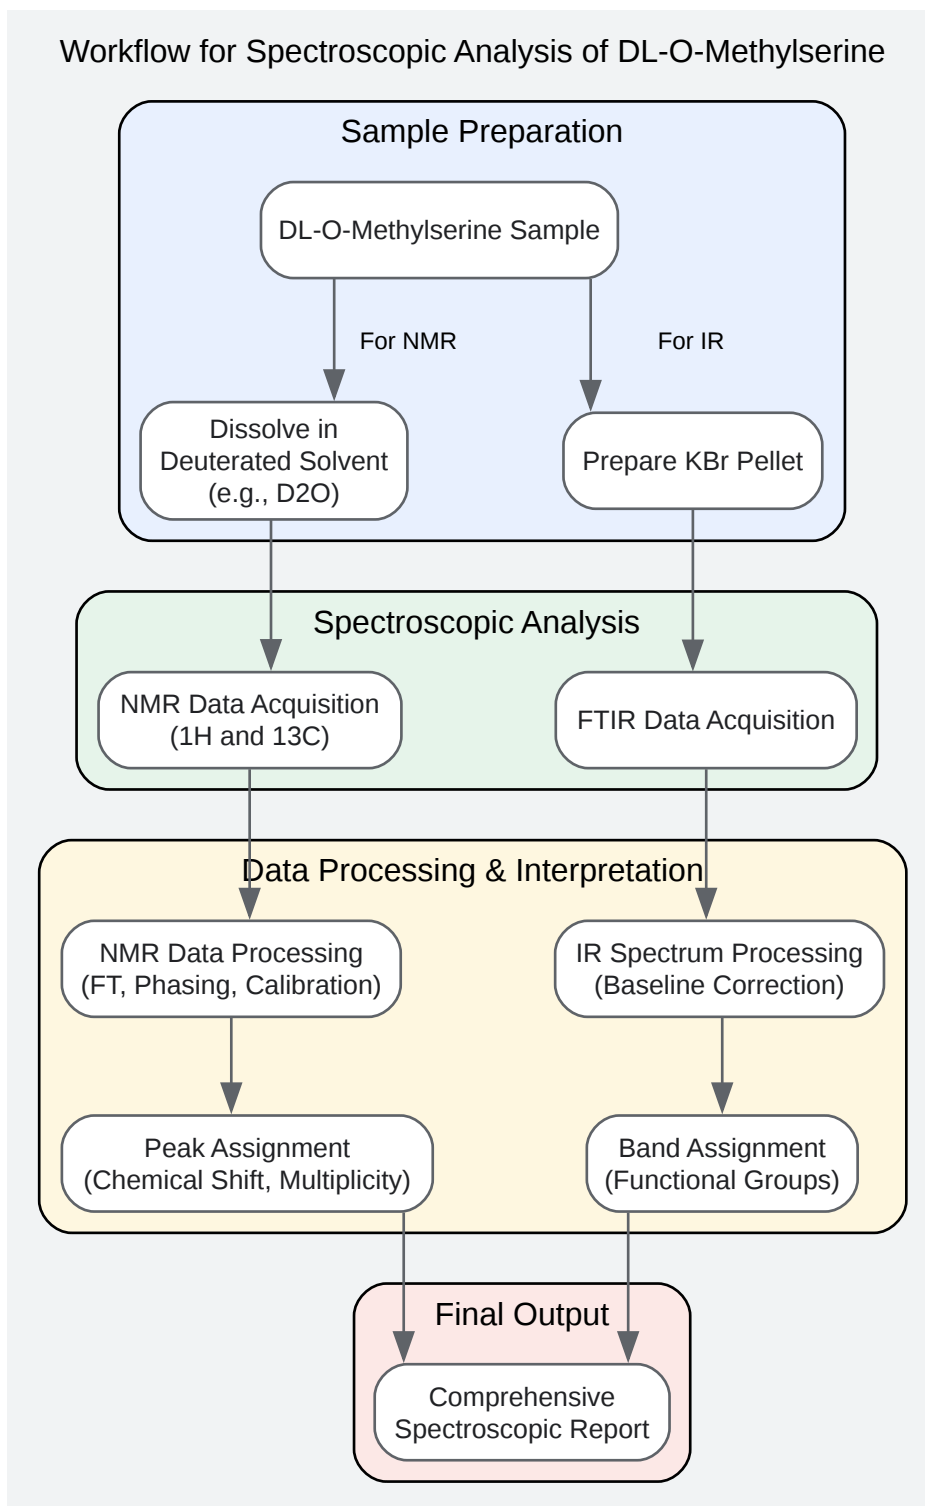 Workflow for Spectroscopic Analysis of DL-O-Methylserine
Sample Preparation
DL-O-Methylserine Sample
For NMR
For IR
Dissolve in
Deuterated Solvent
(e.g., D2O)
Prepare KBr Pellet
Spectroscopic Analysis
NMR Data Acquisition
(1H and 13C)
FTIR Data Acquisition
Data Processing & Interpretation
NMR Data Processing
(FT, Phasing, Calibration)
IR Spectrum Processing
(Baseline Correction)
Peak Assignment
(Chemical Shift, Multiplicity)
Band Assignment
(Functional Groups)
Final Output
Comprehensive
Spectroscopic Report